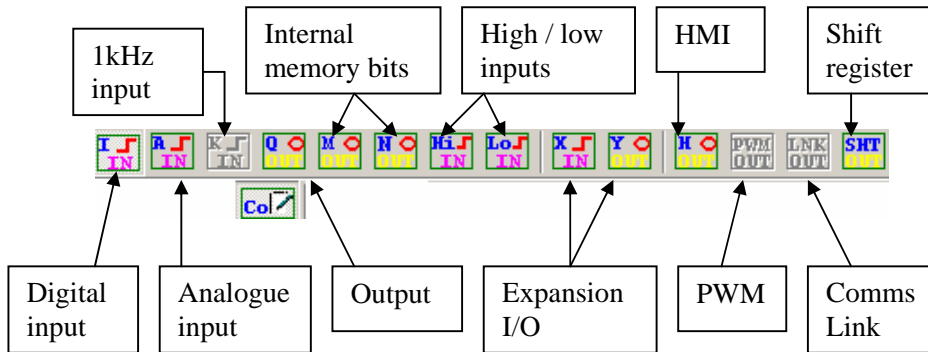 1kHz
input
Internal
memory bits
High / low
inputs
HMI
Shift
register
I IN
A IN
K IN
Q OUT
M OUT
N OUT
Hi IN
Lo IN
X IN
Y OUT
H OUT
PWM OUT
LNK OUT
SHT OUT
Co
Digital
input
Analogue
input
Output
Expansion
I/O
PWM
Comms
Link